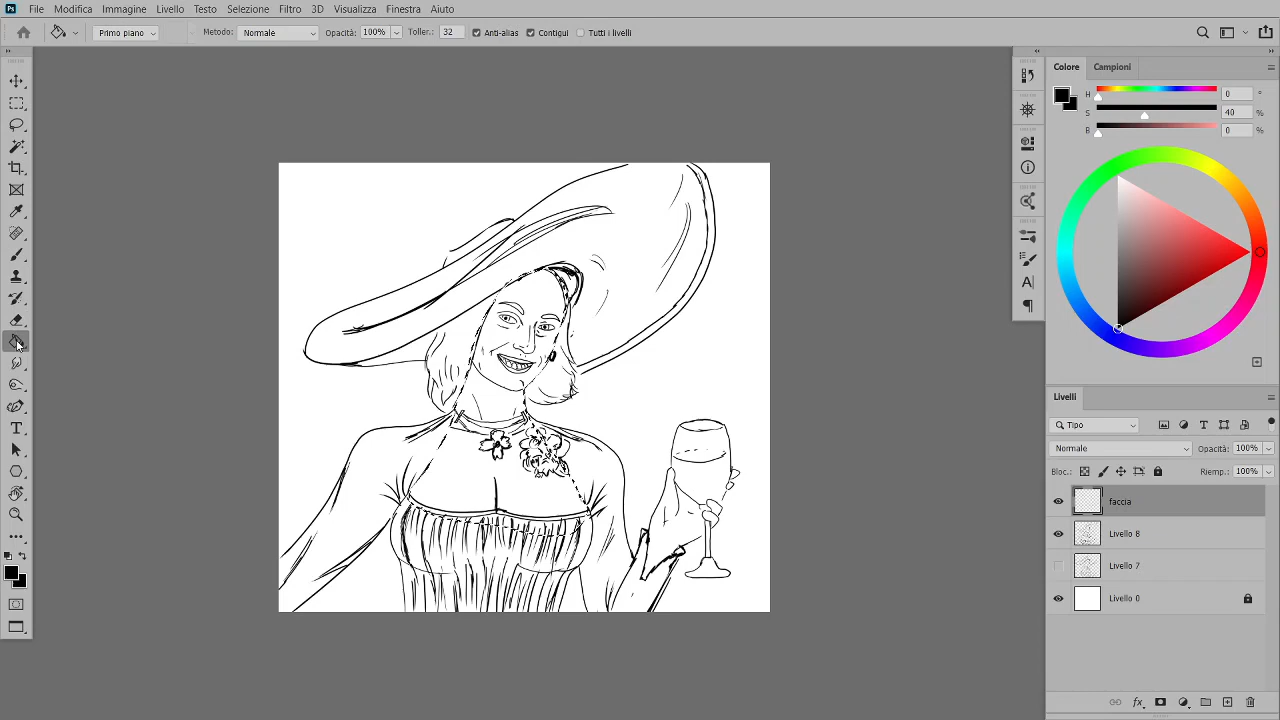 Ps File Modifica Immagine Livello Testo Selezione Filtro 3D Visualizza Finestra Aiuto
Primo piano Metodo: Normale Opacità: 100% Toller.: 32 Anti-alias Contigui Tutti i livelli
Colore Campioni
H 0 °
S 40 %
B 0 %
Livelli
Tipo
Normale Opacità: 100%
Bloc.: Riemp.: 100%
faccia
Livello 8
Livello 7
Livello 0